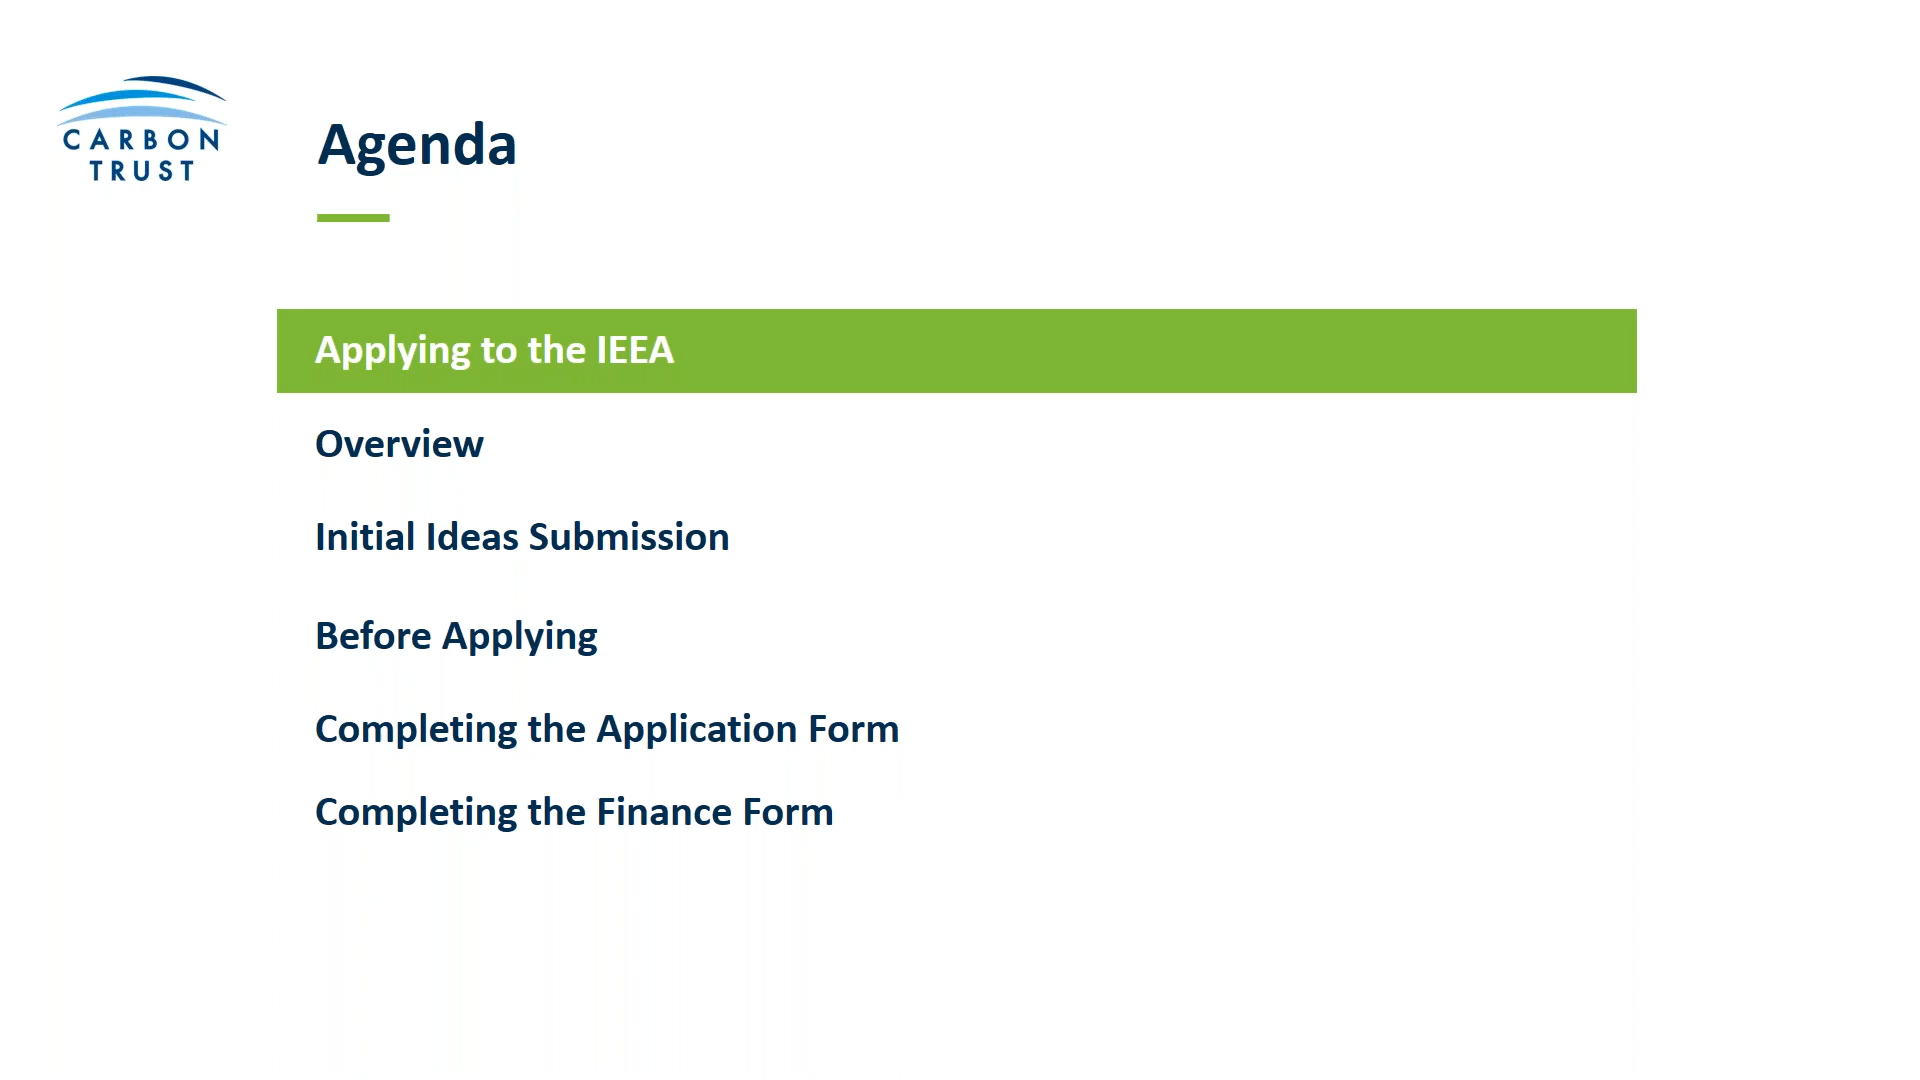 CARBON
TRUST
Agenda
Applying to the IEEA
Overview
Initial Ideas Submission
Before Applying
Completing the Application Form
Completing the Finance Form